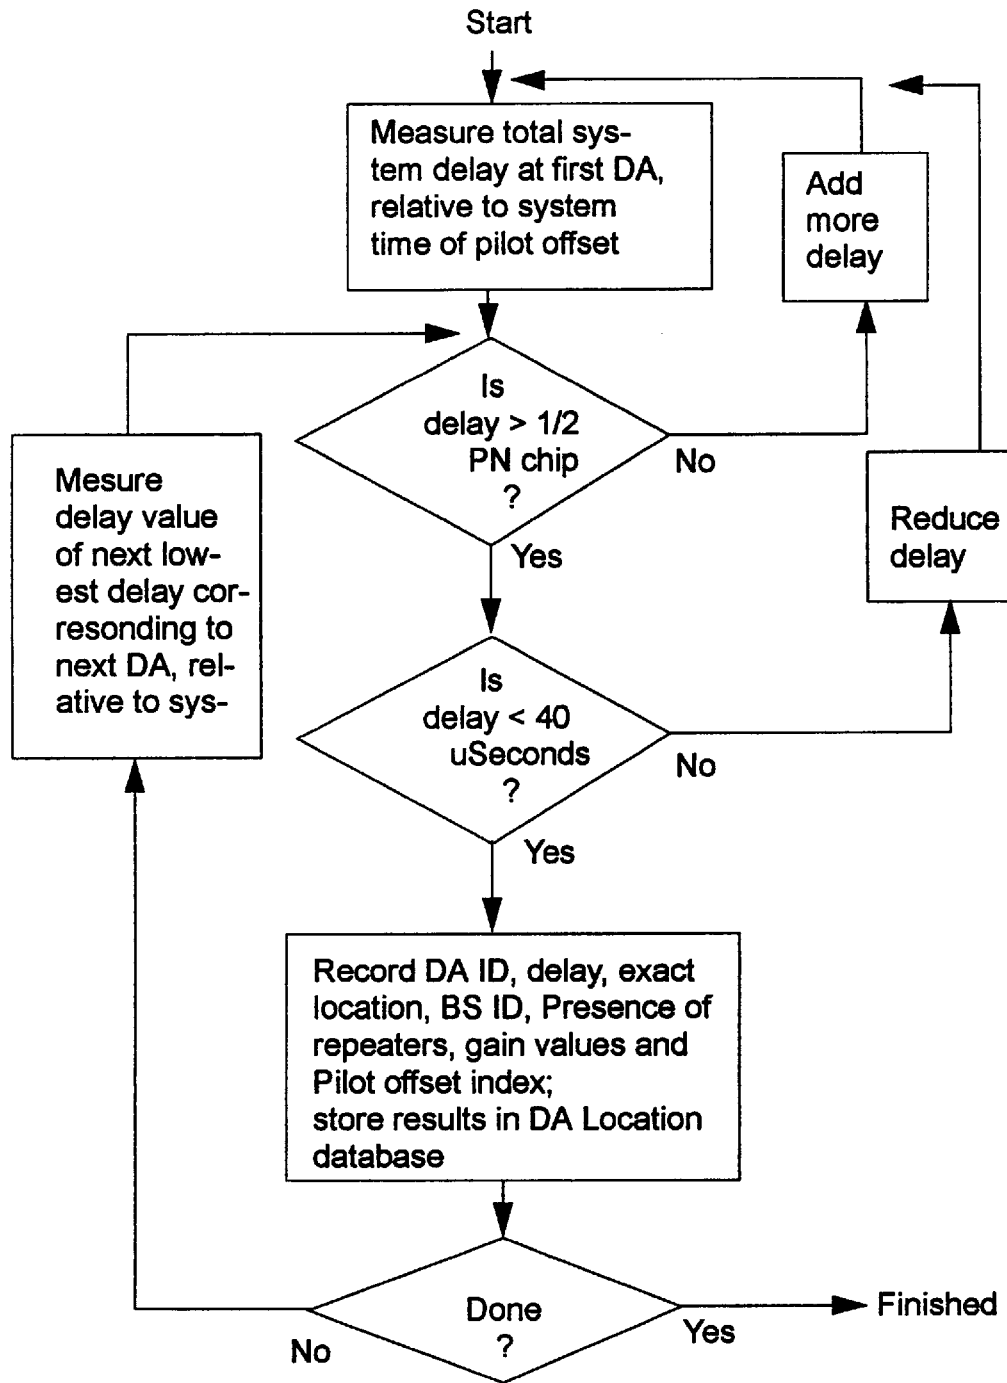 Start
Measure total sys-
tem delay at first DA,
relative to system
time of pilot offset
Add
more
delay
Is
delay > 1/2
PN chip
?
No
Yes
Mesure
delay value
of next low-
est delay cor-
resonding to
next DA, rel-
ative to sys-
Reduce
delay
Is
delay < 40
uSeconds
?
No
Yes
Record DA ID, delay, exact
location, BS ID, Presence of
repeaters, gain values and
Pilot offset index;
store results in DA Location
database
Done
?
No
Yes
Finished